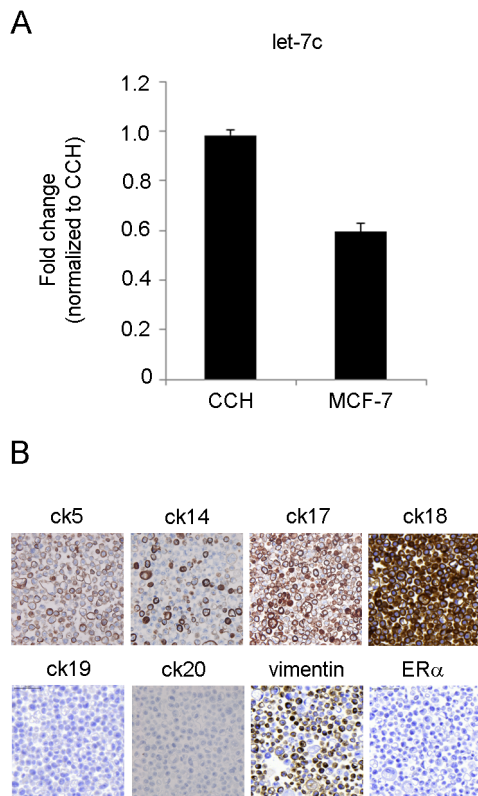 A
let-7c
Fold change
(normalized to CCH)
1.2
1.0
0.8
0.6
0.4
0.2
0
CCH MCF-7
B
ck5 ck14 ck17 ck18
ck19 ck20 vimentin ERα